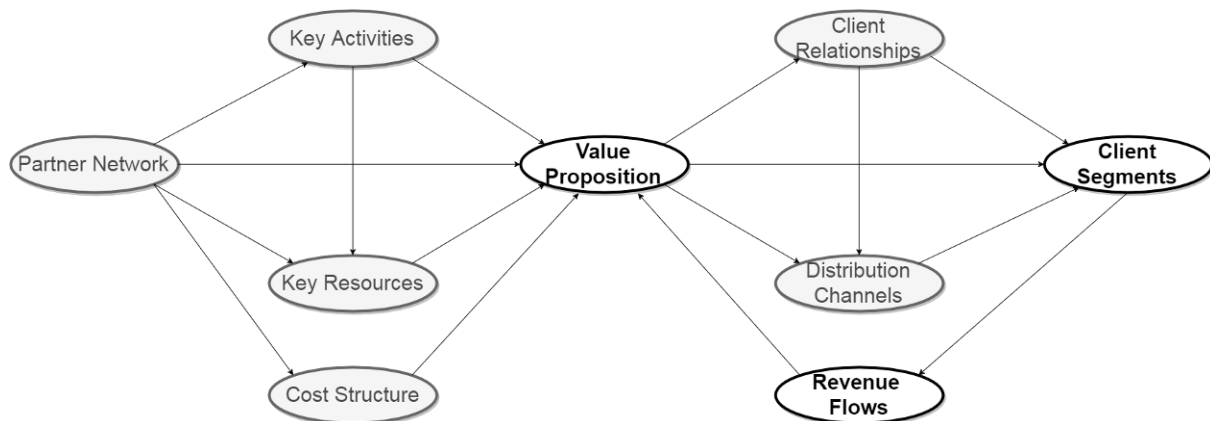 Key Activities
Client
Relationships
Partner Network
Value
Proposition
Client
Segments
Key Resources
Distribution
Channels
Cost Structure
Revenue
Flows